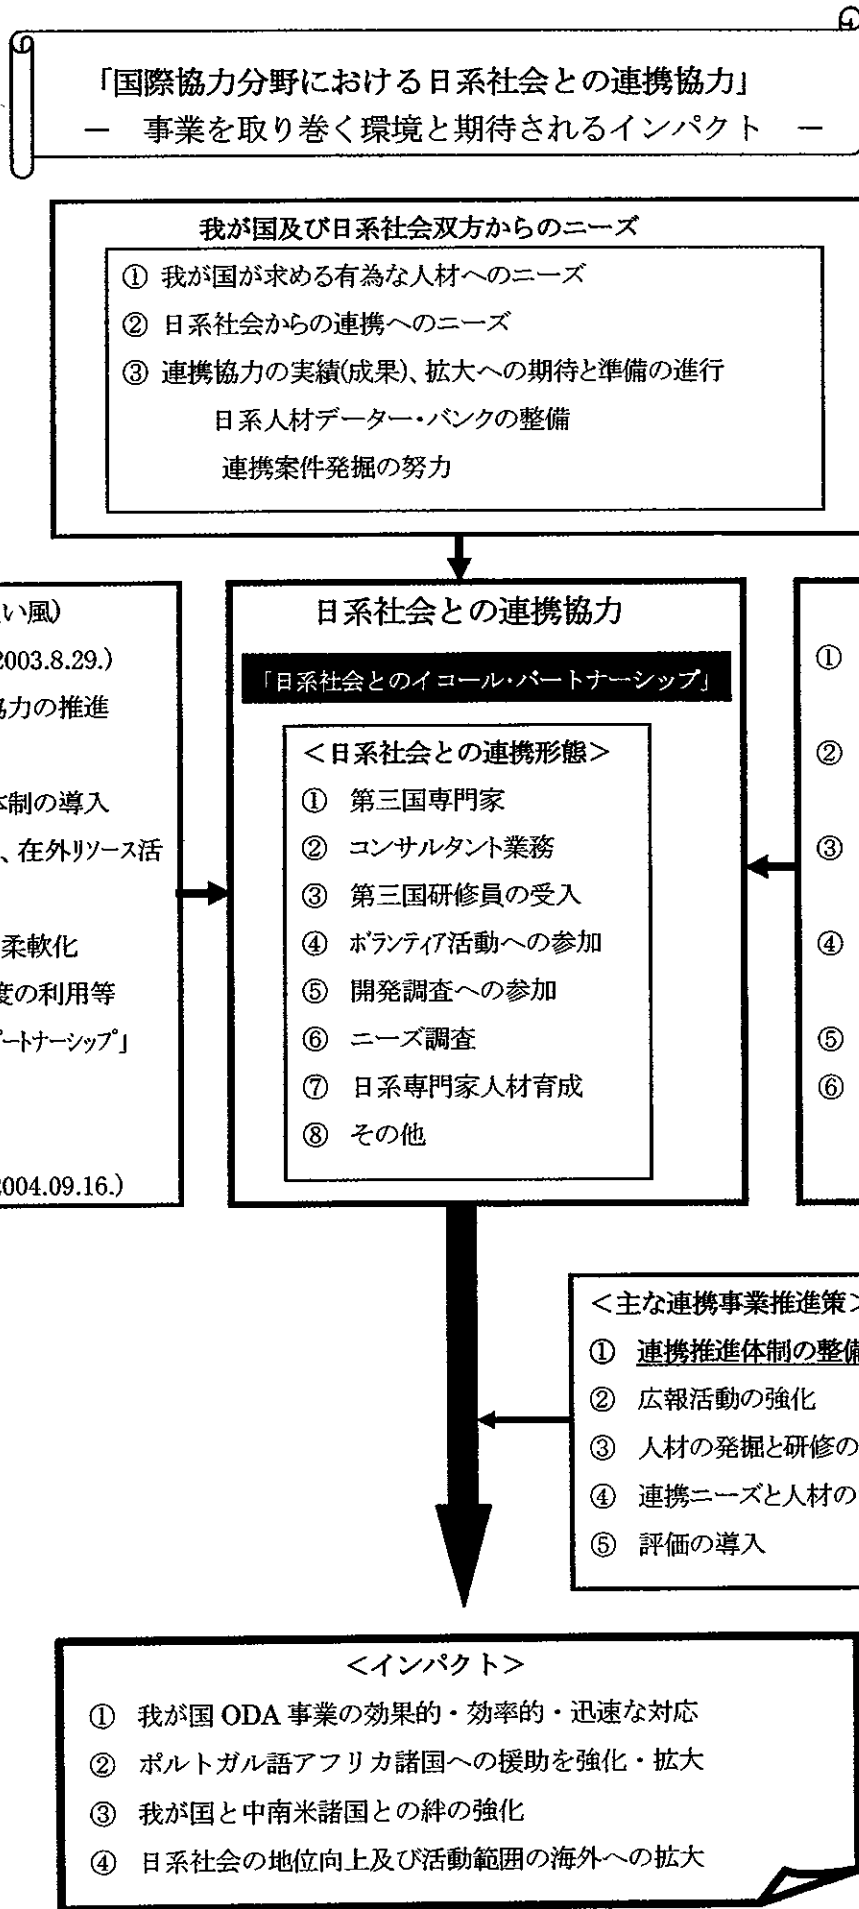 「国際協力分野における日系社会との連携協力」
― 事業を取り巻く環境と期待されるインパクト ―
我が国及び日系社会双方からのニーズ
① 我が国が求める有為な人材へのニーズ
② 日系社会からの連携へのニーズ
③ 連携協力の実績(成果)、拡大への期待と準備の進行
日系人材データー・バンクの整備
連携案件発掘の努力
い風)
2003.8.29.)
協力の推進
体制の導入
、在外リソース活
柔軟化
度の利用等
パートナーシップ」
2004.09.16.)
日系社会との連携協力
「日系社会とのイコール・パートナーシップ」
＜日系社会との連携形態＞
① 第三国専門家
② コンサルタント業務
③ 第三国研修員の受入
④ ボランティア活動への参加
⑤ 開発調査への参加
⑥ ニーズ調査
⑦ 日系専門家人材育成
⑧ その他
①
②
③
④
⑤
⑥
＜主な連携事業推進策＞
① 連携推進体制の整備
② 広報活動の強化
③ 人材の発掘と研修の
④ 連携ニーズと人材の
⑤ 評価の導入
＜インパクト＞
① 我が国 ODA 事業の効果的・効率的・迅速な対応
② ポルトガル語アフリカ諸国への援助を強化・拡大
③ 我が国と中南米諸国との絆の強化
④ 日系社会の地位向上及び活動範囲の海外への拡大